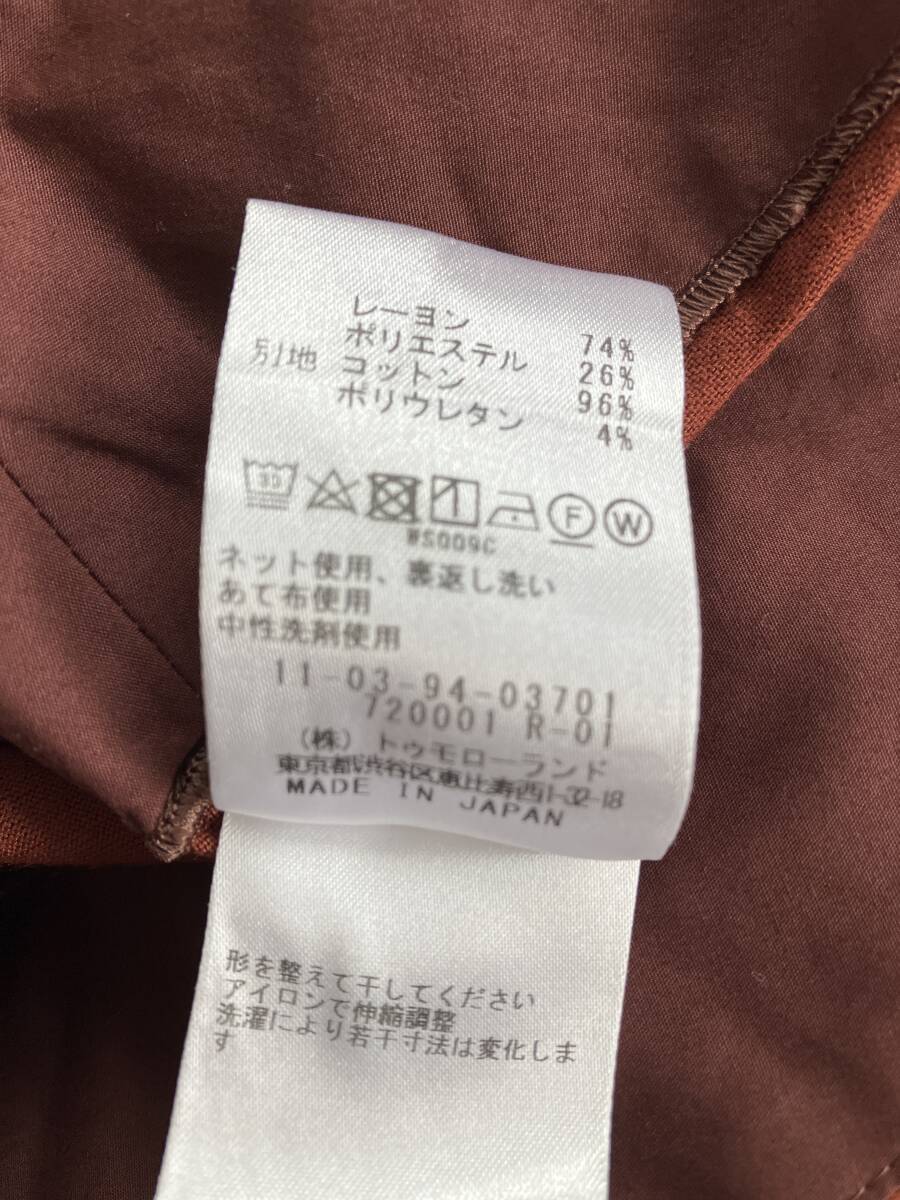 レーヨン 74%
ポリエステル 26%
別地 コットン 96%
ポリウレタン 4%
30 F W
WS009C
ネット使用、裏返し洗い
あて布使用
中性洗剤使用
11-03-94-03701
720001 R-01
(株) トゥモローランド
東京都渋谷区恵比寿西1-32-18
MADE IN JAPAN
形を整えて干してください
アイロンで伸縮調整
洗濯により若干寸法は変化しま
す